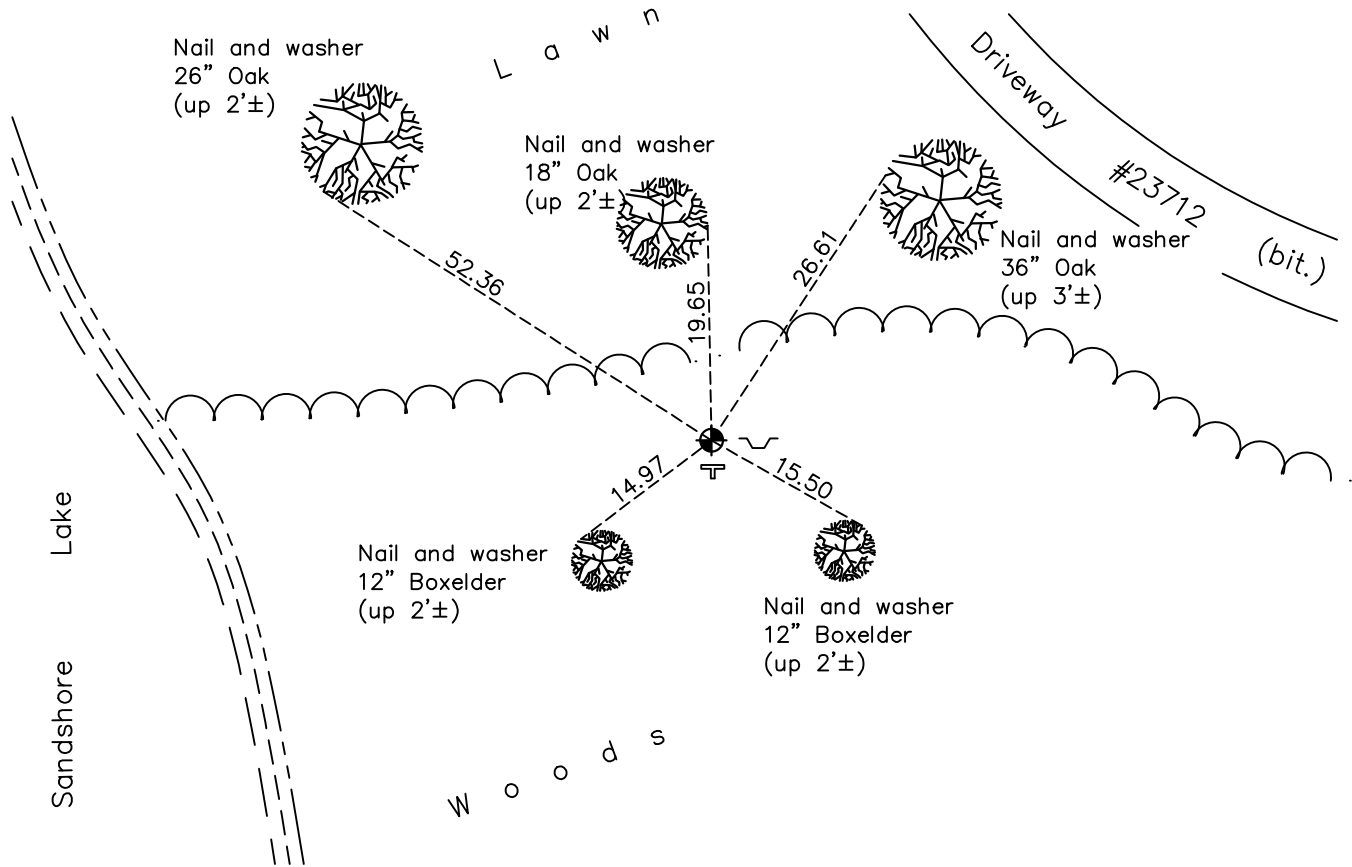 Nail and washer
26” Oak
(up 2’±)
Lawn
Driveway #23712 (bit.)
Nail and washer
18” Oak
(up 2’±)
Nail and washer
36” Oak
(up 3’±)
52.36
19.65
26.61
14.97
15.50
Sandshore Lake
Nail and washer
12” Boxelder
(up 2’±)
Nail and washer
12” Boxelder
(up 2’±)
Woods